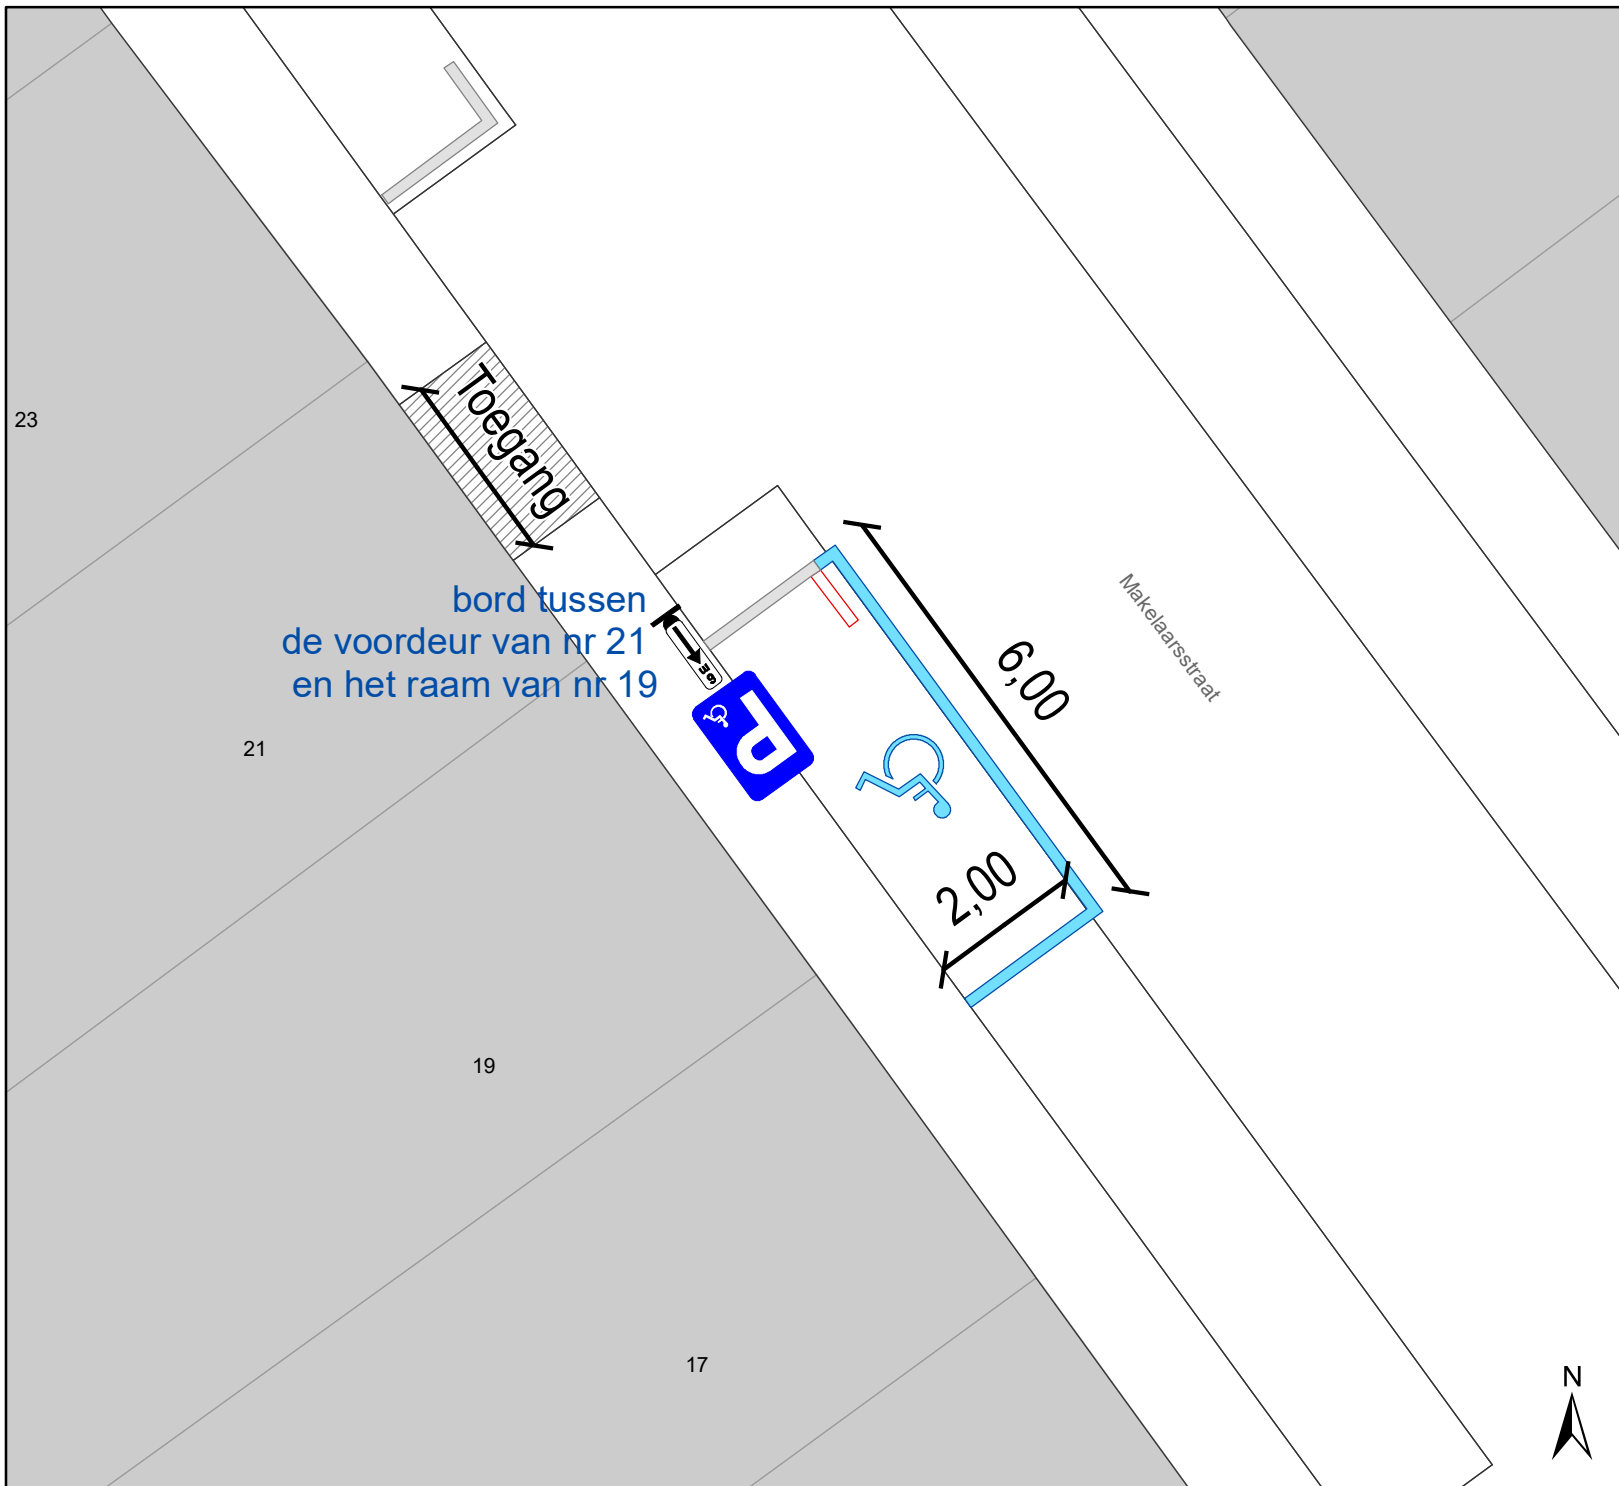 23
Toegang
bord tussen
de voordeur van nr 21
en het raam van nr 19
6m
P
6,00
Makelaarsstraat
21
2,00
19
17
N